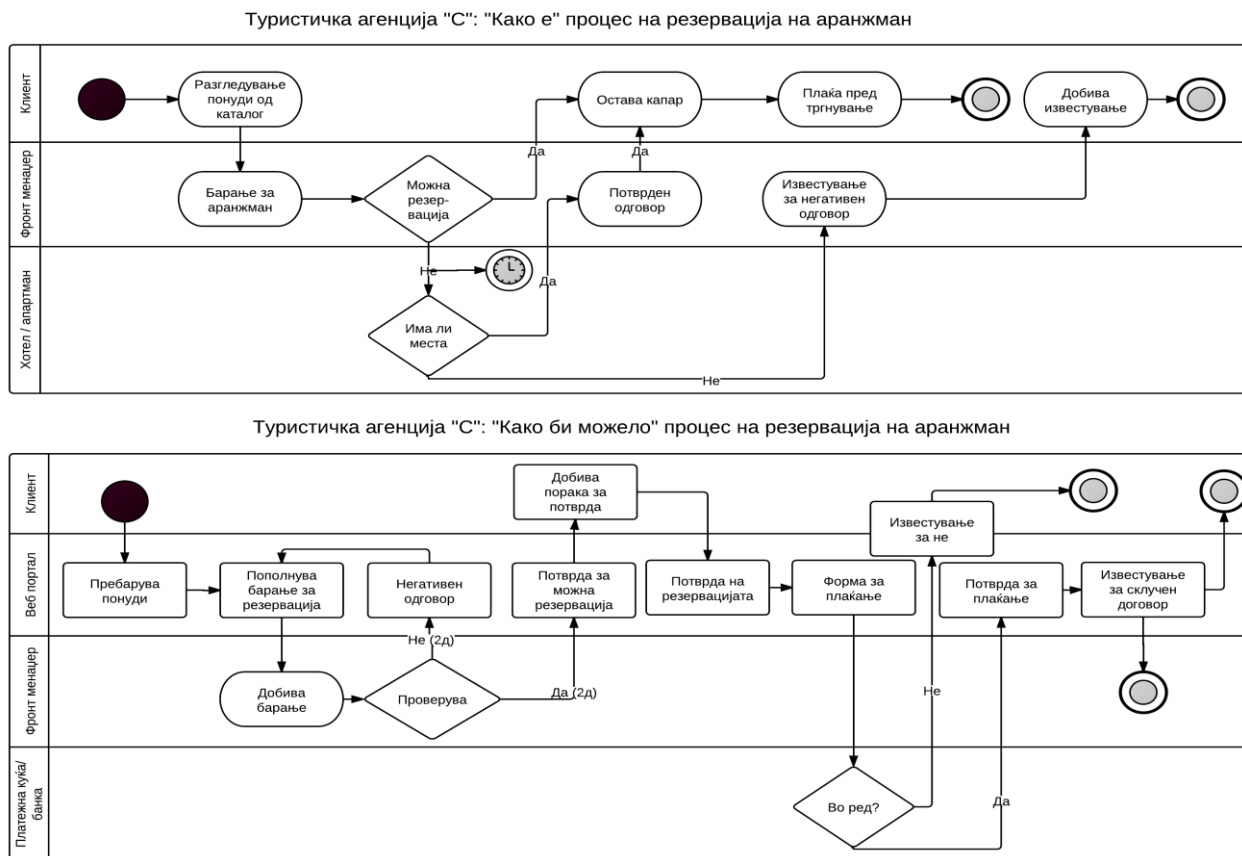 Туристичка агенција "С": "Како е" процес на резервација на аранжман
Клиент
Разгледување
понуди од
каталог
Остава капар
Плаќа пред
тргнување
Добива
известување
Да
Да
Фронт менаџер
Барање за
аранжман
Можна
резер-
вација
Потврден
одговор
Известување
за негативен
одговор
Хотел / апартман
Не
Да
Има ли
места
Не
Туристичка агенција "С": "Како би можело" процес на резервација на аранжман
Клиент
Добива
порака за
потврда
Известување
за не
Веб портал
Пребарува
понуди
Пополнува
барање за
резервација
Негативен
одговор
Потврда за
можна
резервација
Потврда на
резервацијата
Форма за
плаќање
Потврда за
плаќање
Известување
за склучен
договор
Фронт менаџер
Не (2д)
Добива
барање
Проверува
Да (2д)
Не
Платежна куќа/
банка
Во ред?
Да